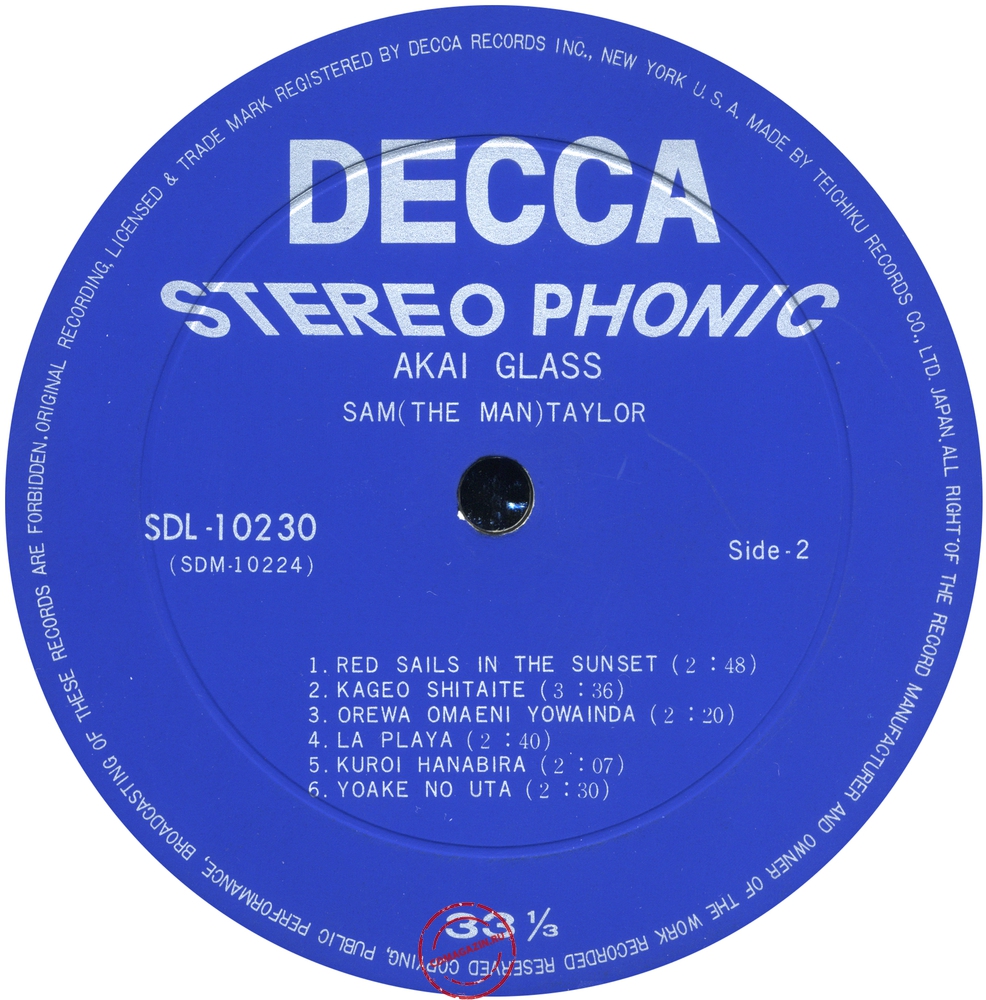 ORIGINAL RECORDING, LICENSED & TRADE MARK REGISTERED BY DECCA RECORDS INC., NEW YORK U.S.A. MADE BY TEICHIKU RECORDS CO., LTD. JAPAN. ALL RIGHT OF THE RECORD MANUFACTURER AND OWNER OF THE WORK RECORDED RESERVED COPYING, PUBLIC PERFORMANCE, BROADCASTING OF THESE RECORDS ARE FORBIDDEN.
DECCA
STEREO PHONIC
AKAI GLASS
SAM(THE MAN)TAYLOR
SDL-10230
(SDM-10224)
Side-2
1. RED SAILS IN THE SUNSET (2:48)
2. KAGEO SHITAITE (3:36)
3. OREWA OMAENI YOWAINDA (2:20)
4. LA PLAYA (2:40)
5. KUROI HANABIRA (2:07)
6. YOAKE NO UTA (2:30)
33 ⅓